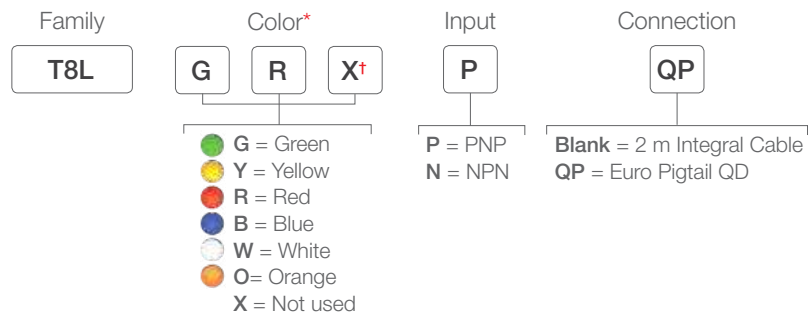 Family
Color*
Input
Connection
T8L
G
R
X†
P
QP
G = Green
Y = Yellow
R = Red
B = Blue
W = White
O= Orange
X = Not used
P = PNP
N = NPN
Blank = 2 m Integral Cable
QP = Euro Pigtail QD